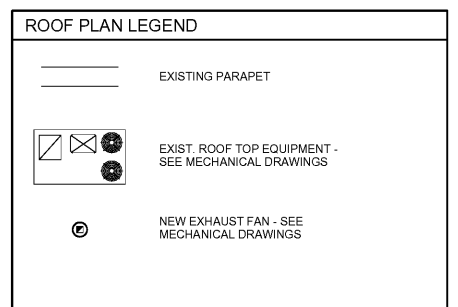 ROOF PLAN LEGEND
EXISTING PARAPET
EXIST. ROOF TOP EQUIPMENT -
SEE MECHANICAL DRAWINGS
NEW EXHAUST FAN - SEE
MECHANICAL DRAWINGS